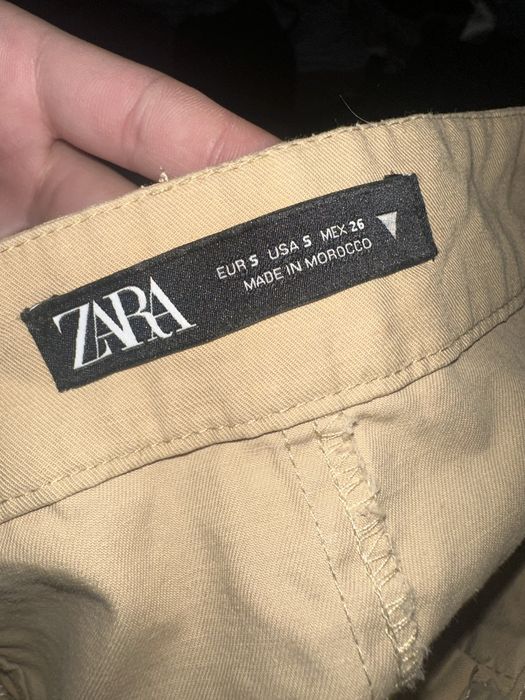 ZARA
EUR S USA S MEX 26
MADE IN MOROCCO